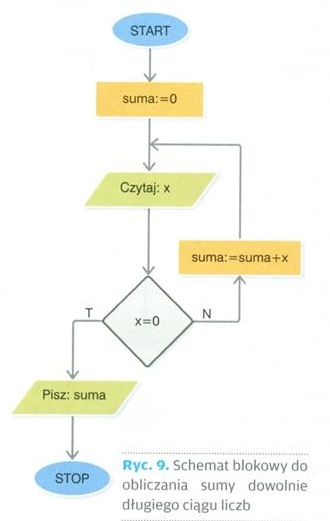 START
suma:=0
Czytaj: x
suma:=suma+x
x=0
T
N
Pisz: suma
STOP
Ryc. 9. Schemat blokowy do
obliczania sumy dowolnie
długiego ciągu liczb